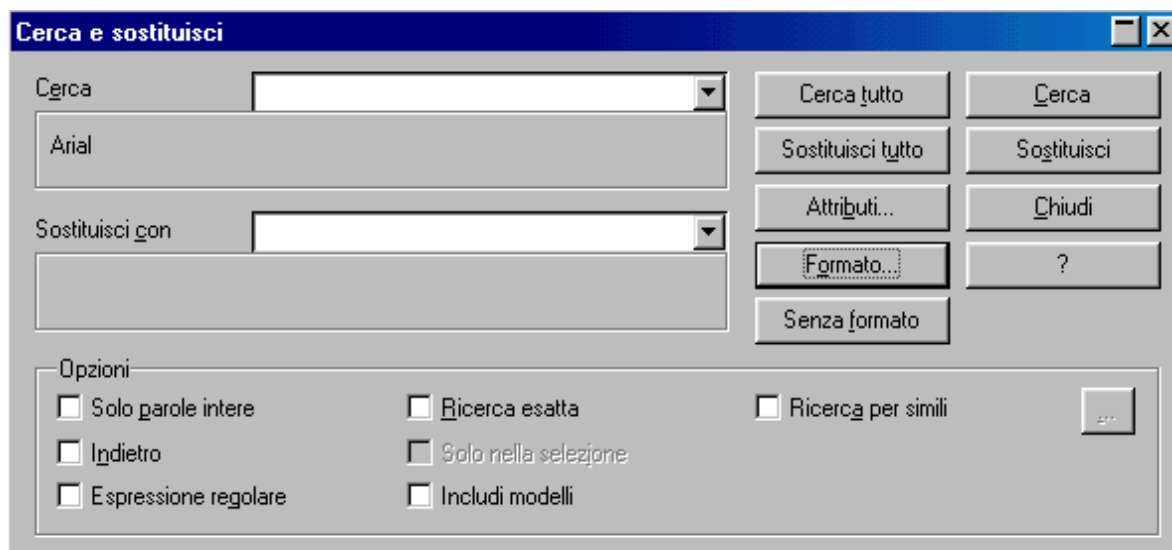 Cerca e sostituisci
Cerca
Arial
Sostituisci con
Cerca tutto
Cerca
Sostituisci tutto
Sostituisci
Attributi...
Chiudi
Formato...
?
Senza formato
Opzioni
Solo parole intere
Ricerca esatta
Ricerca per simili
...
Indietro
Solo nella selezione
Espressione regolare
Includi modelli